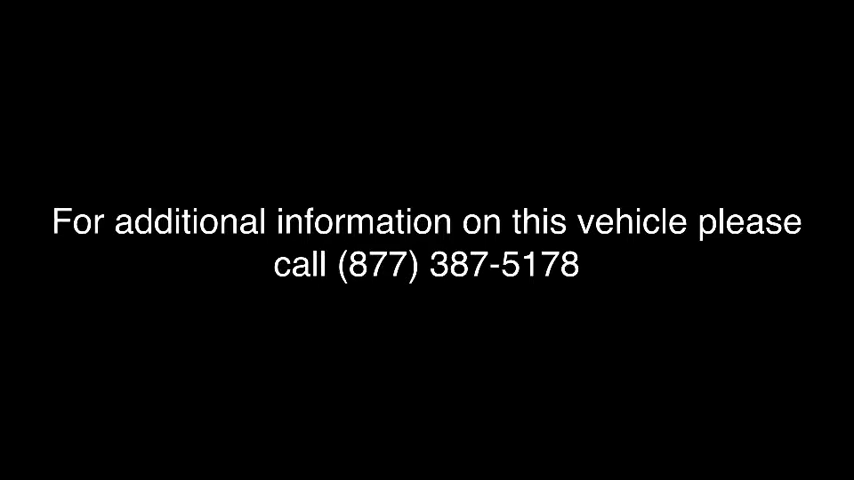 For additional information on this vehicle please
call (877) 387-5178